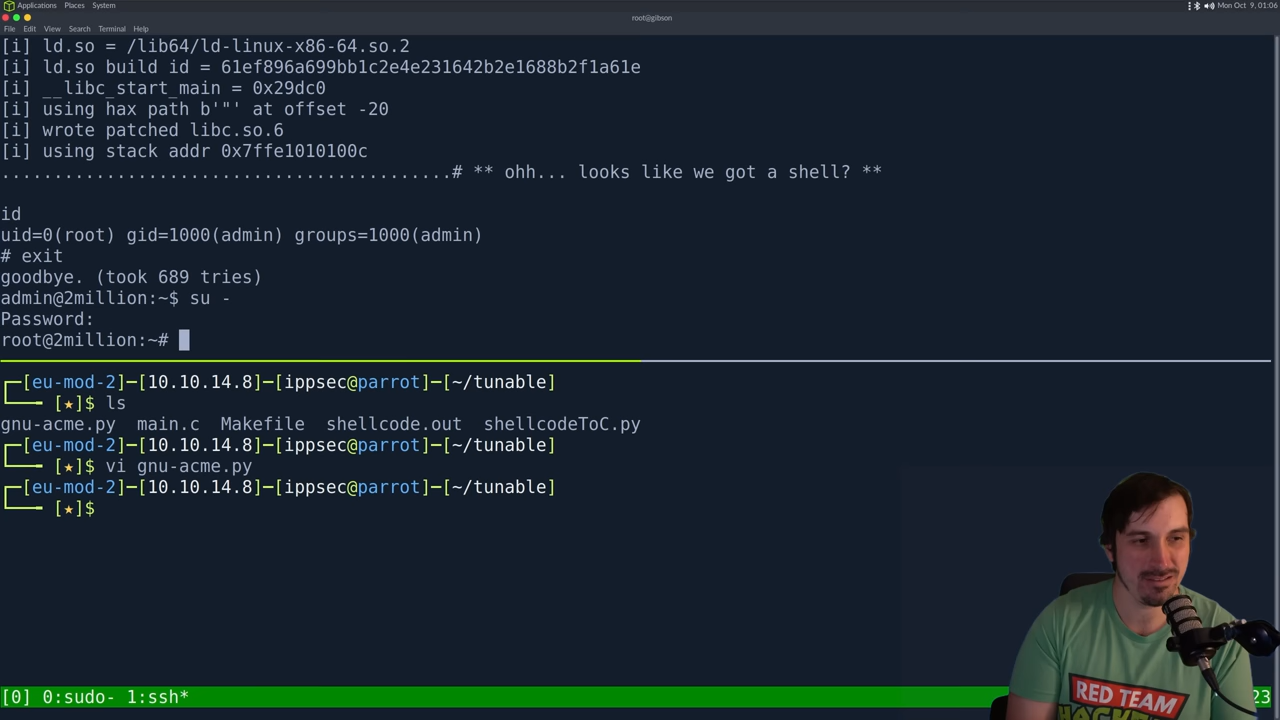 Applications Places System
Mon Oct 9, 01:06
root@gibson
File Edit View Search Terminal Help
[i] ld.so = /lib64/ld-linux-x86-64.so.2
[i] ld.so build id = 61ef896a699bb1c2e4e231642b2e1688b2f1a61e
[i] __libc_start_main = 0x29dc0
[i] using hax path b'"' at offset -20
[i] wrote patched libc.so.6
[i] using stack addr 0x7ffe1010100c
...........................................# ** ohh... looks like we got a shell? **
id
uid=0(root) gid=1000(admin) groups=1000(admin)
# exit
goodbye. (took 689 tries)
admin@2million:~$ su -
Password:
root@2million:~#
┌─[eu-mod-2]─[10.10.14.8]─[ippsec@parrot]─[~/tunable]
└──╼ [★]$ ls
gnu-acme.py main.c Makefile shellcode.out shellcodeToC.py
┌─[eu-mod-2]─[10.10.14.8]─[ippsec@parrot]─[~/tunable]
└──╼ [★]$ vi gnu-acme.py
┌─[eu-mod-2]─[10.10.14.8]─[ippsec@parrot]─[~/tunable]
└──╼ [★]$
RED TEAM
[0] 0:sudo- 1:ssh*
23